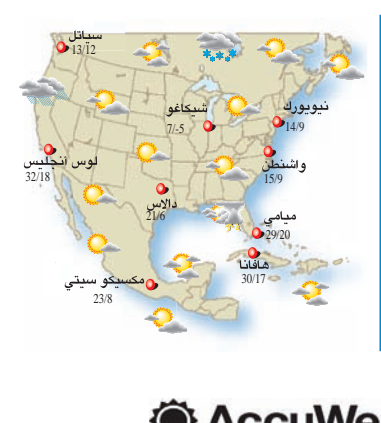 سياتل
13/12
شيكاغو
7/-5
نيويورك
14/9
لوس انجليس
32/18
واشنطن
15/9
دالاس
21/6
ميامي
29/20
هافانا
30/17
مكسيكو سيتي
23/8
AccuWe